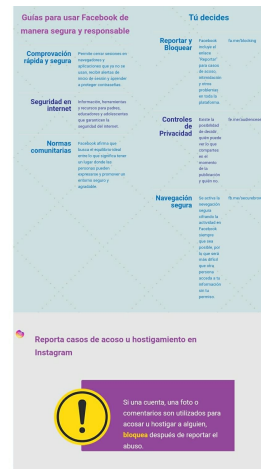 Guías para usar Facebook de
manera segura y responsable
Comprovación
rápida y segura
Permite cerrar sesiones en
navegadores y
aplicaciones que ya no se
usan, recibir alertas de
inicio de sesión y aprender
a proteger contraseñas.
Seguridad en
internet
Información, herramientas
y recursos para padres,
educadores y adolescentes
que garanticen la
seguridad del internet.
Normas
comunitarias
Facebook afirma que
busca el equilibrio ideal
entre lo que significa tener
un lugar donde las
personas pueden
expresarse y promover un
entorno seguro y
agradable.
Tú decides
Reportar y
Bloquear
Facebook
incluye el
enlace
"Reportar"
para casos
de acoso,
intimidación
y otros
problemas
en toda la
plataforma.
fb.me/blocking
Controles
de
Privacidad
Existe la
posibilidad
de decidir
quién puede
ver lo que
compartes
en el
momento
de la
publicación
y quién no.
Navegación
segura
Se activa la
navegación
segura
cifrando la
actividad en
Facebook
siempre
que sea
posible, por
lo que será
más difícil
que otra
persona
acceda a tu
información
sin tu
permiso.
Reporta casos de acoso u hostigamiento en
Instagram
Si una cuenta, una foto o
comentarios son utilizados para
acosar u hostigar a alguien,
bloquea después de reportar el
abuso.